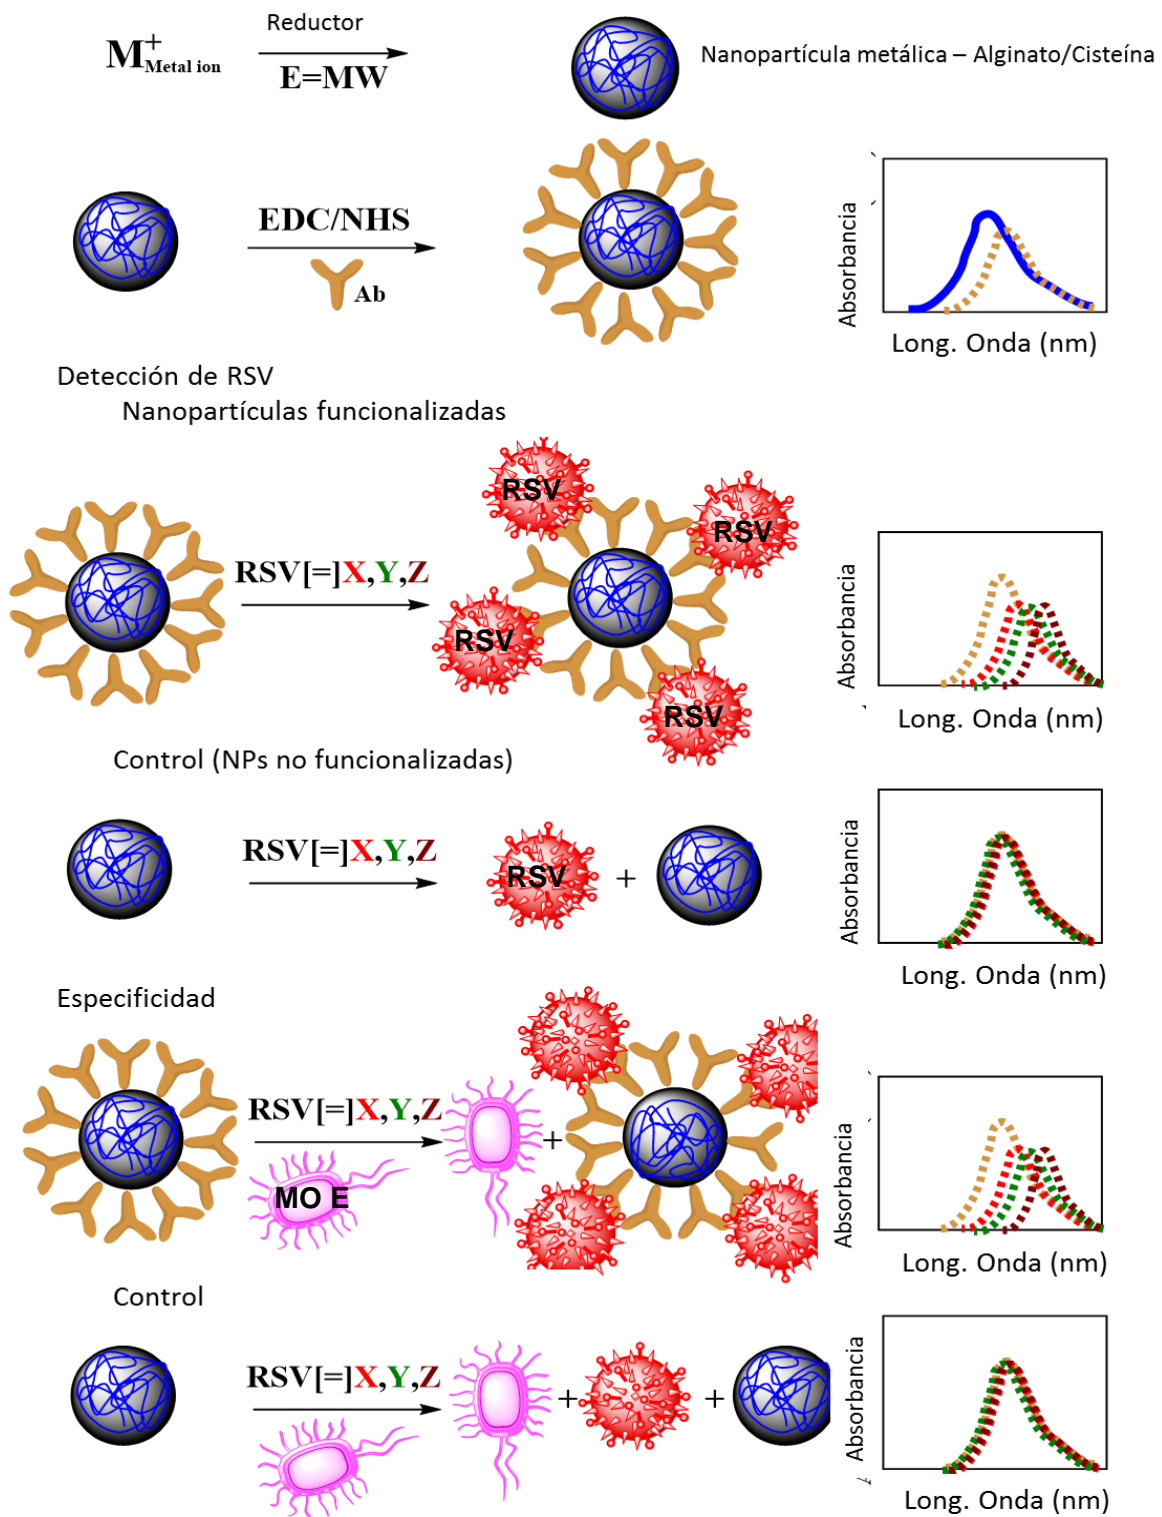 Reductor
M+ Metal ion
E=MW
Nanopartícula metálica – Alginato/Cisteína
EDC/NHS
Ab
Absorbancia
Long. Onda (nm)
Detección de RSV
Nanopartículas funcionalizadas
RSV
RSV
RSV[=]X,Y,Z
RSV
RSV
Absorbancia
Long. Onda (nm)
Control (NPs no funcionalizadas)
RSV[=]X,Y,Z
RSV
+
Absorbancia
Long. Onda (nm)
Especificidad
RSV[=]X,Y,Z
+
MO E
Absorbancia
Long. Onda (nm)
Control
RSV[=]X,Y,Z
+
+
Absorbancia
Long. Onda (nm)